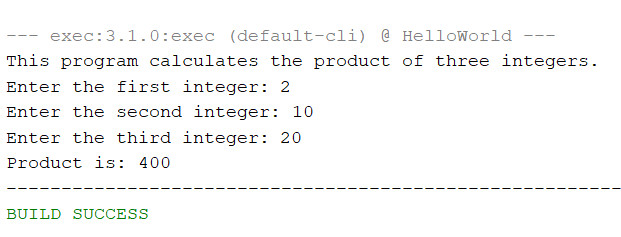 --- exec:3.1.0:exec (default-cli) @ HelloWorld ---
This program calculates the product of three integers.
Enter the first integer: 2
Enter the second integer: 10
Enter the third integer: 20
Product is: 400
------------------------------------------------------------------------
BUILD SUCCESS